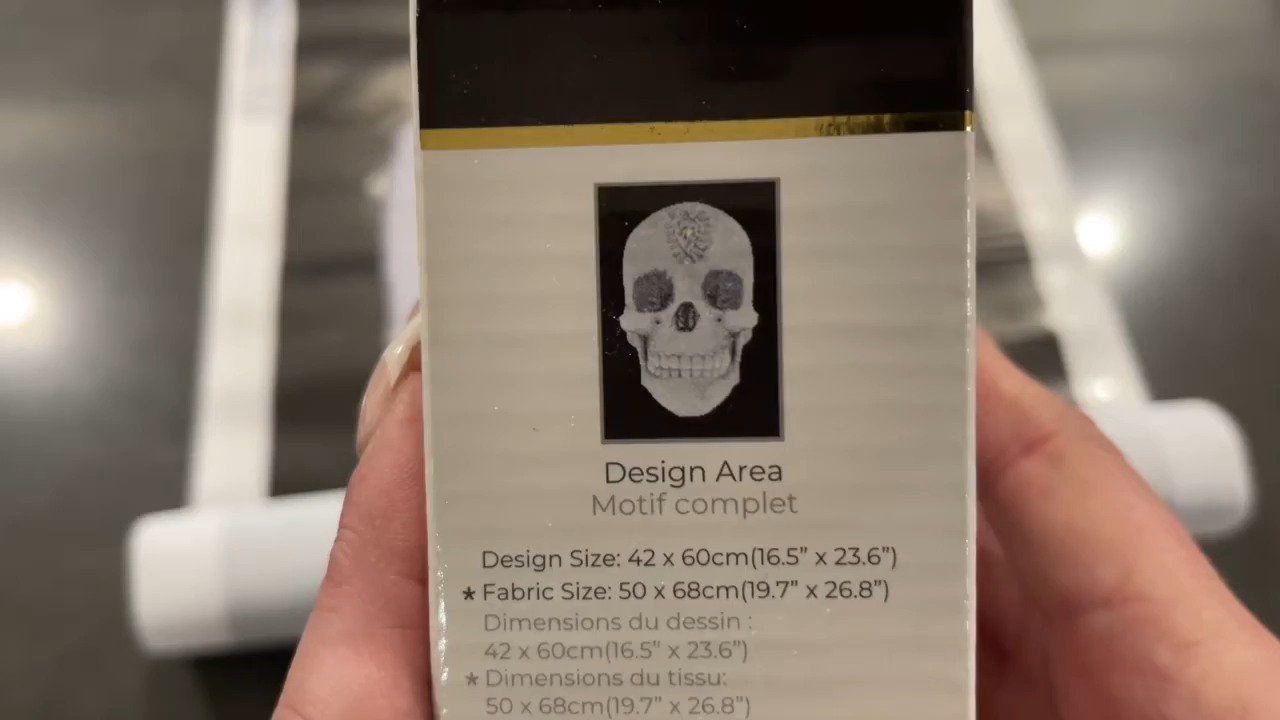 Design Area
Motif complet
Design Size: 42 x 60cm(16.5” x 23.6”)
★ Fabric Size: 50 x 68cm(19.7” x 26.8”)
Dimensions du dessin :
42 x 60cm(16.5” x 23.6”)
★ Dimensions du tissu:
50 x 68cm(19.7” x 26.8”)